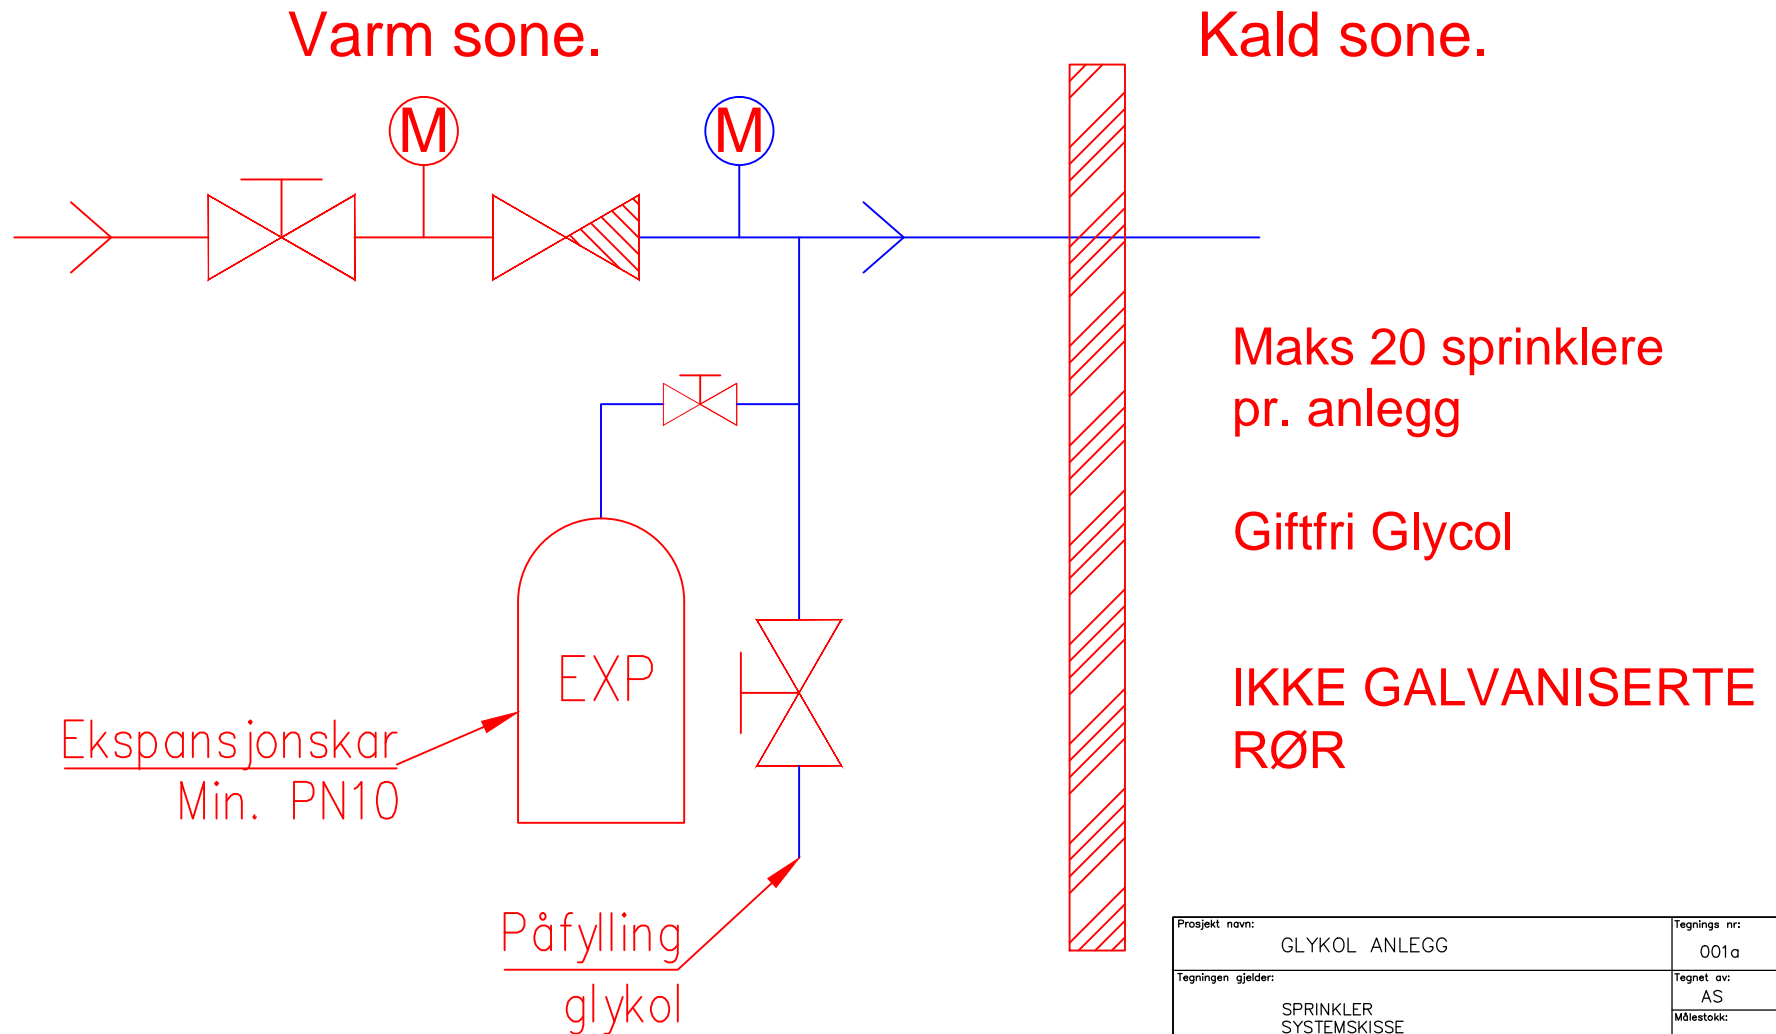 Varm sone.
Kald sone.
M
M
Maks 20 sprinklere
pr. anlegg
Giftfri Glycol
EXP
IKKE GALVANISERTE
RØR
Ekspansjonskar
Min. PN10
Påfylling
glykol
Prosjekt navn:
GLYKOL ANLEGG
Tegnings nr:
001a
Tegningen gjelder:
SPRINKLER
SYSTEMSKISSE
Tegnet av:
AS
Målestokk: